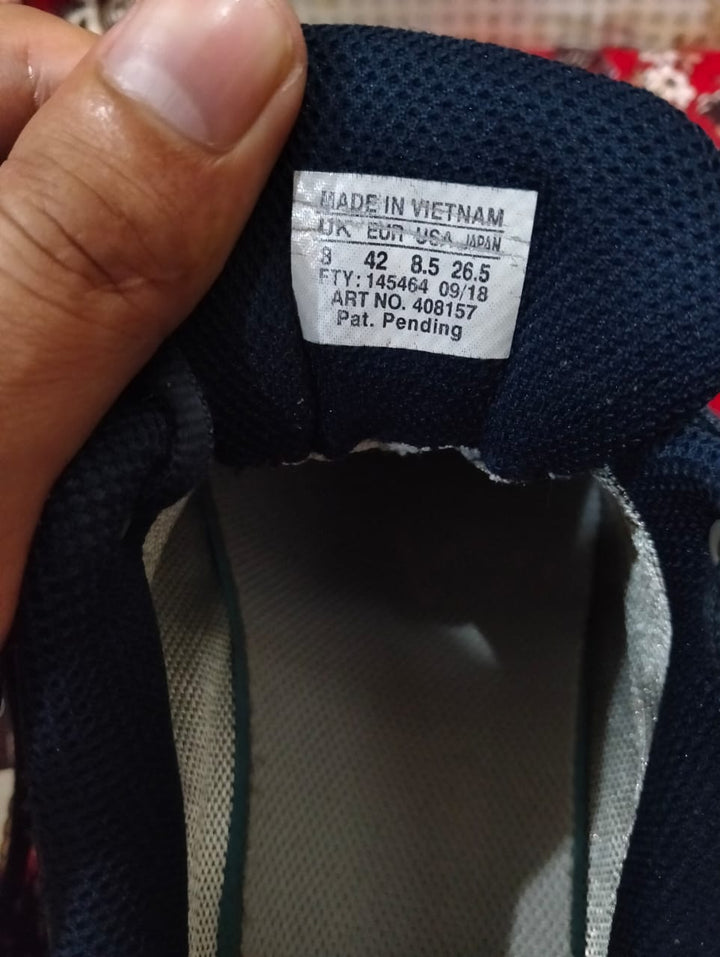 MADE IN VIETNAM
UK EUR USA JAPAN
8 42 8.5 26.5
FTY: 145464 09/18
ART NO. 408157
Pat. Pending